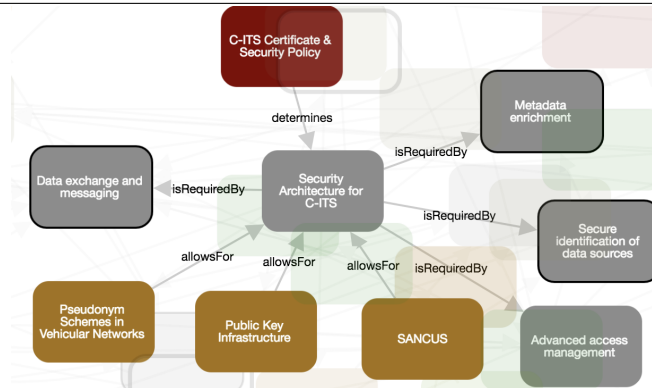 C-ITS Certificate &
Security Policy
determines
Metadata
enrichment
isRequiredBy
Data exchange and
messaging
isRequiredBy
Security
Architecture for
C-ITS
isRequiredBy
Secure
identification of
data sources
allowsFor
allowsFor
allowsFor
isRequiredBy
Pseudonym
Schemes in
Vehicular Networks
Public Key
Infrastructure
SANCUS
Advanced access
management